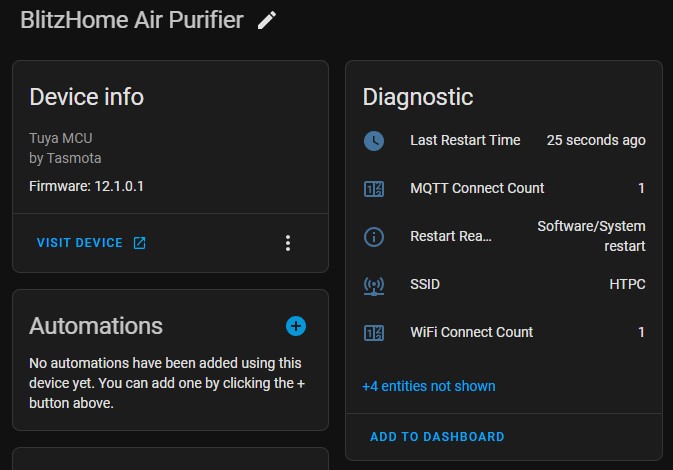 BlitzHome Air Purifier
Device info
Tuya MCU
by Tasmota
Firmware: 12.1.0.1
VISIT DEVICE
Automations
No automations have been added using this
device yet. You can add one by clicking the +
button above.
Diagnostic
Last Restart Time 25 seconds ago
MQTT Connect Count 1
Restart Rea... Software/System
restart
SSID HTPC
WiFi Connect Count 1
+4 entities not shown
ADD TO DASHBOARD